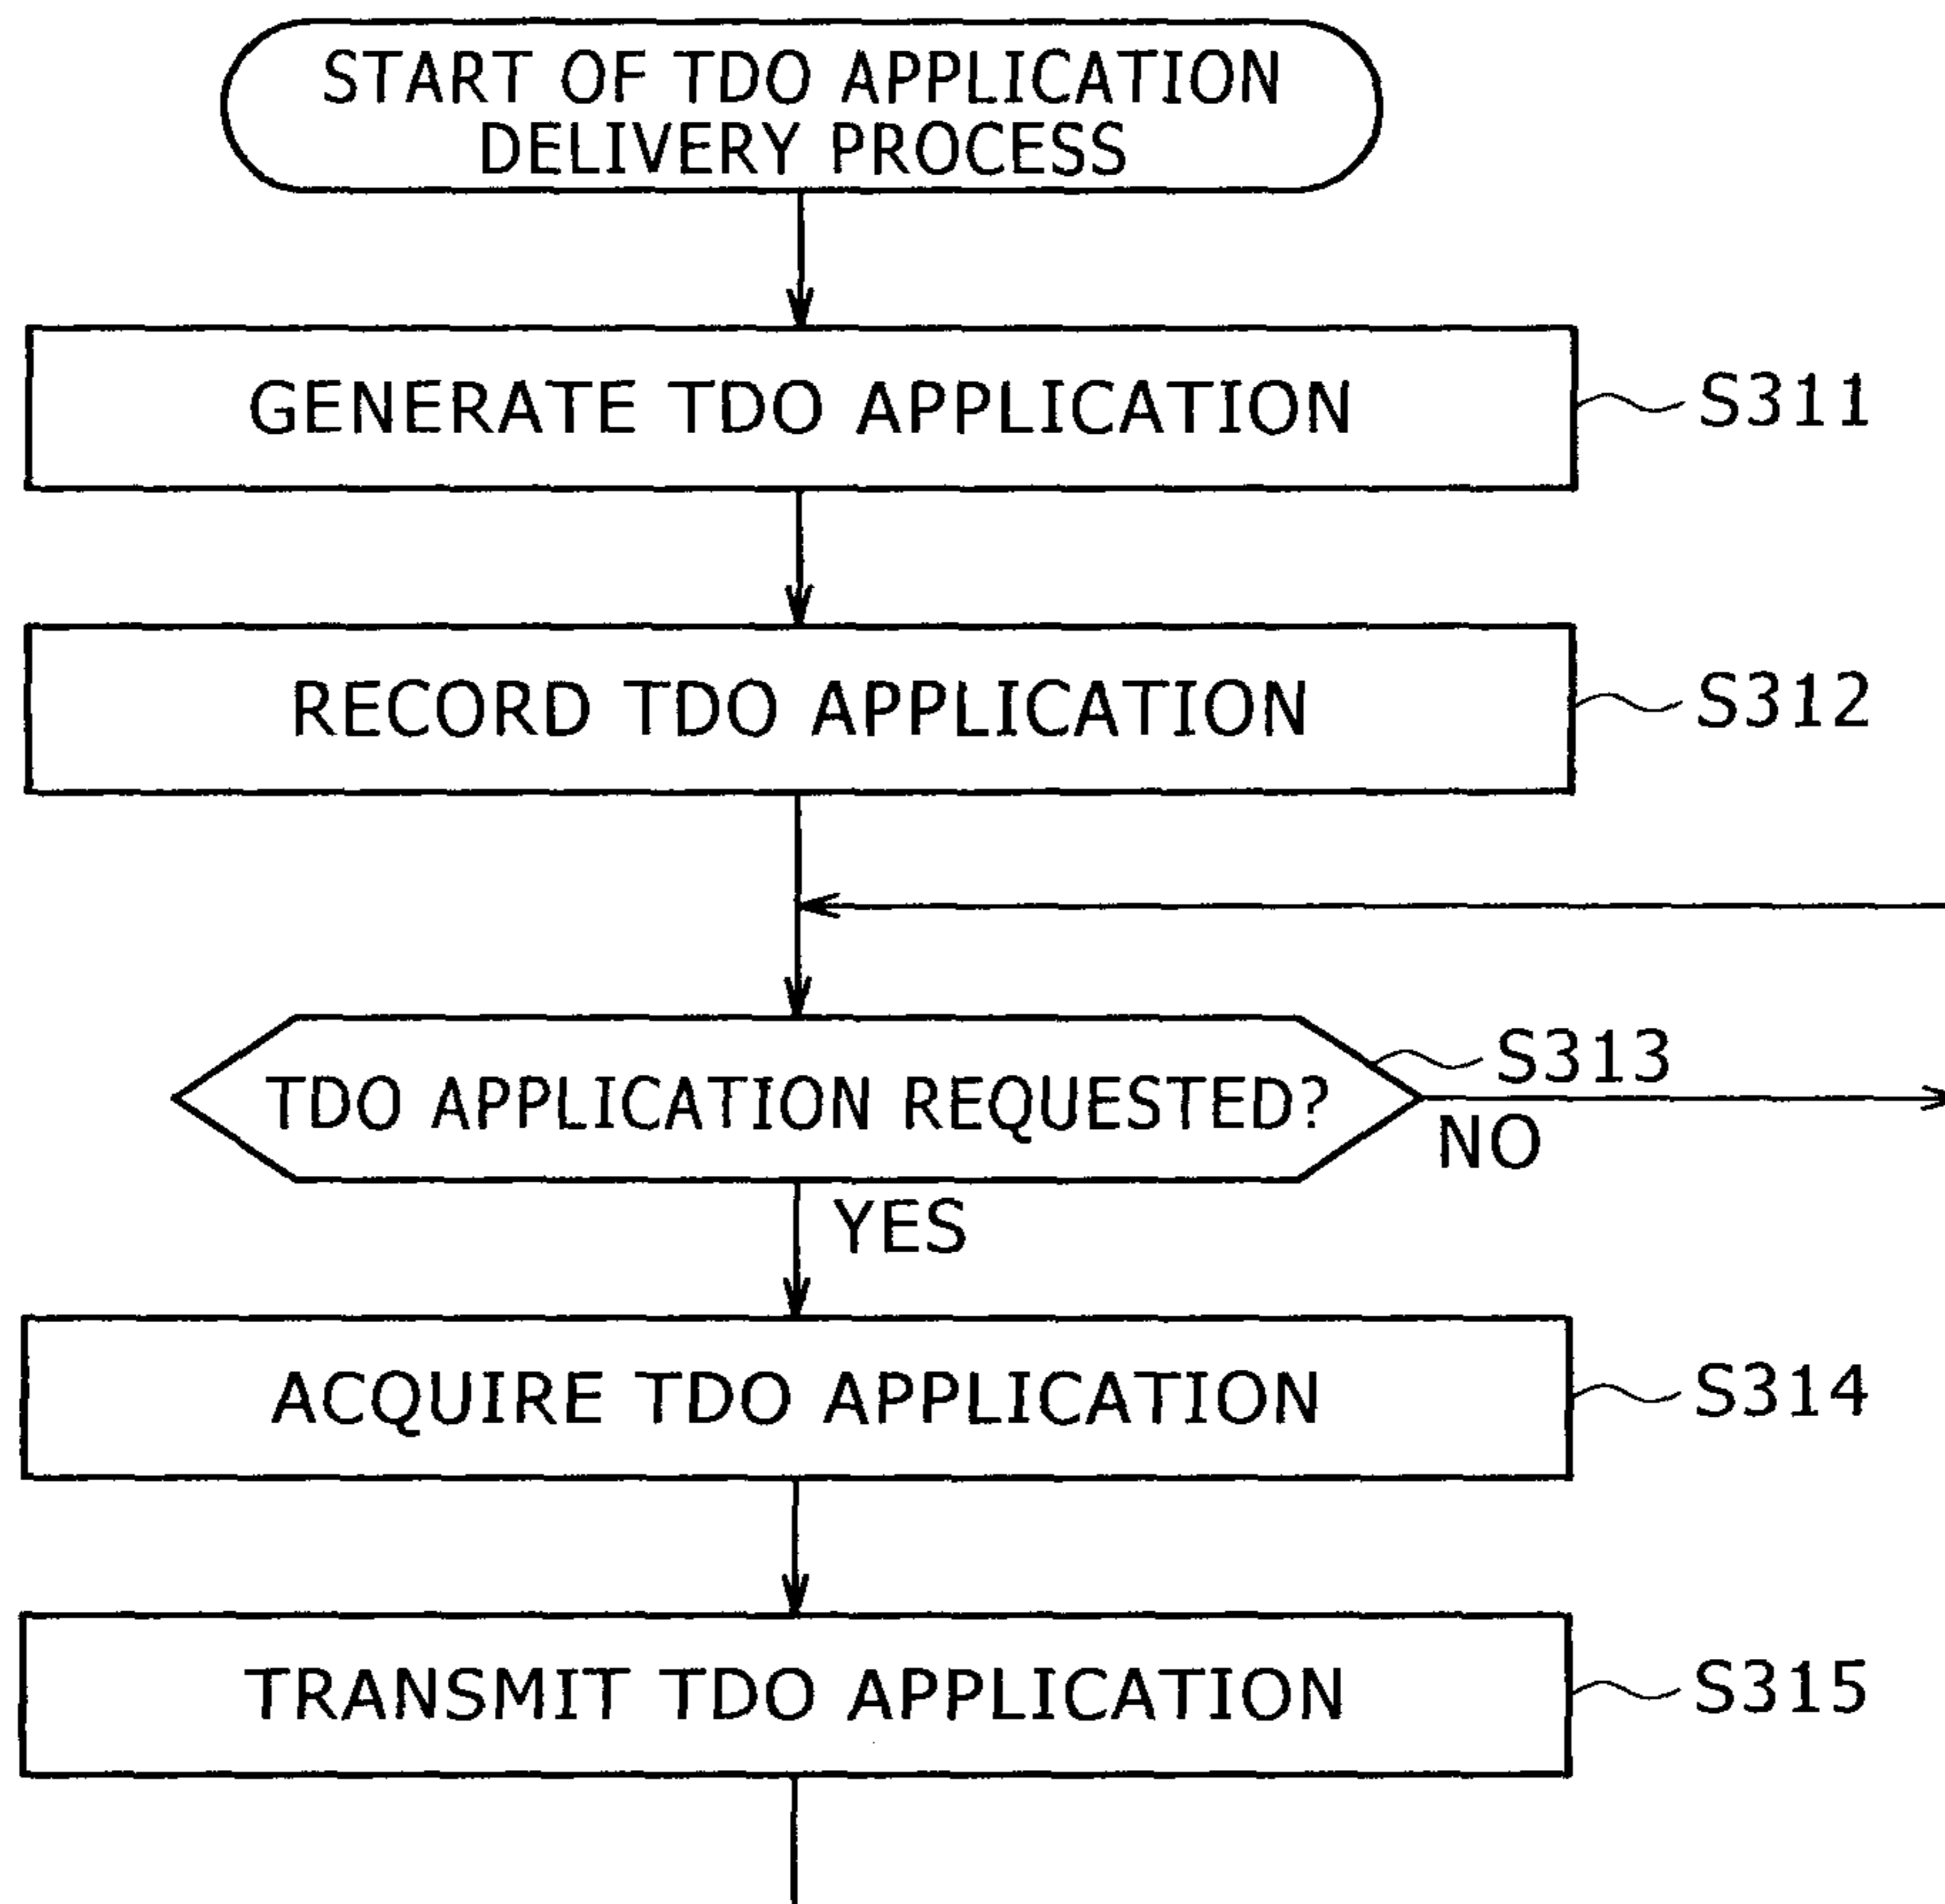 START OF TDO APPLICATION
DELIVERY PROCESS
GENERATE TDO APPLICATION
S311
RECORD TDO APPLICATION
S312
S313
TDO APPLICATION REQUESTED?
NO
YES
ACQUIRE TDO APPLICATION
S314
TRANSMIT TDO APPLICATION
S315